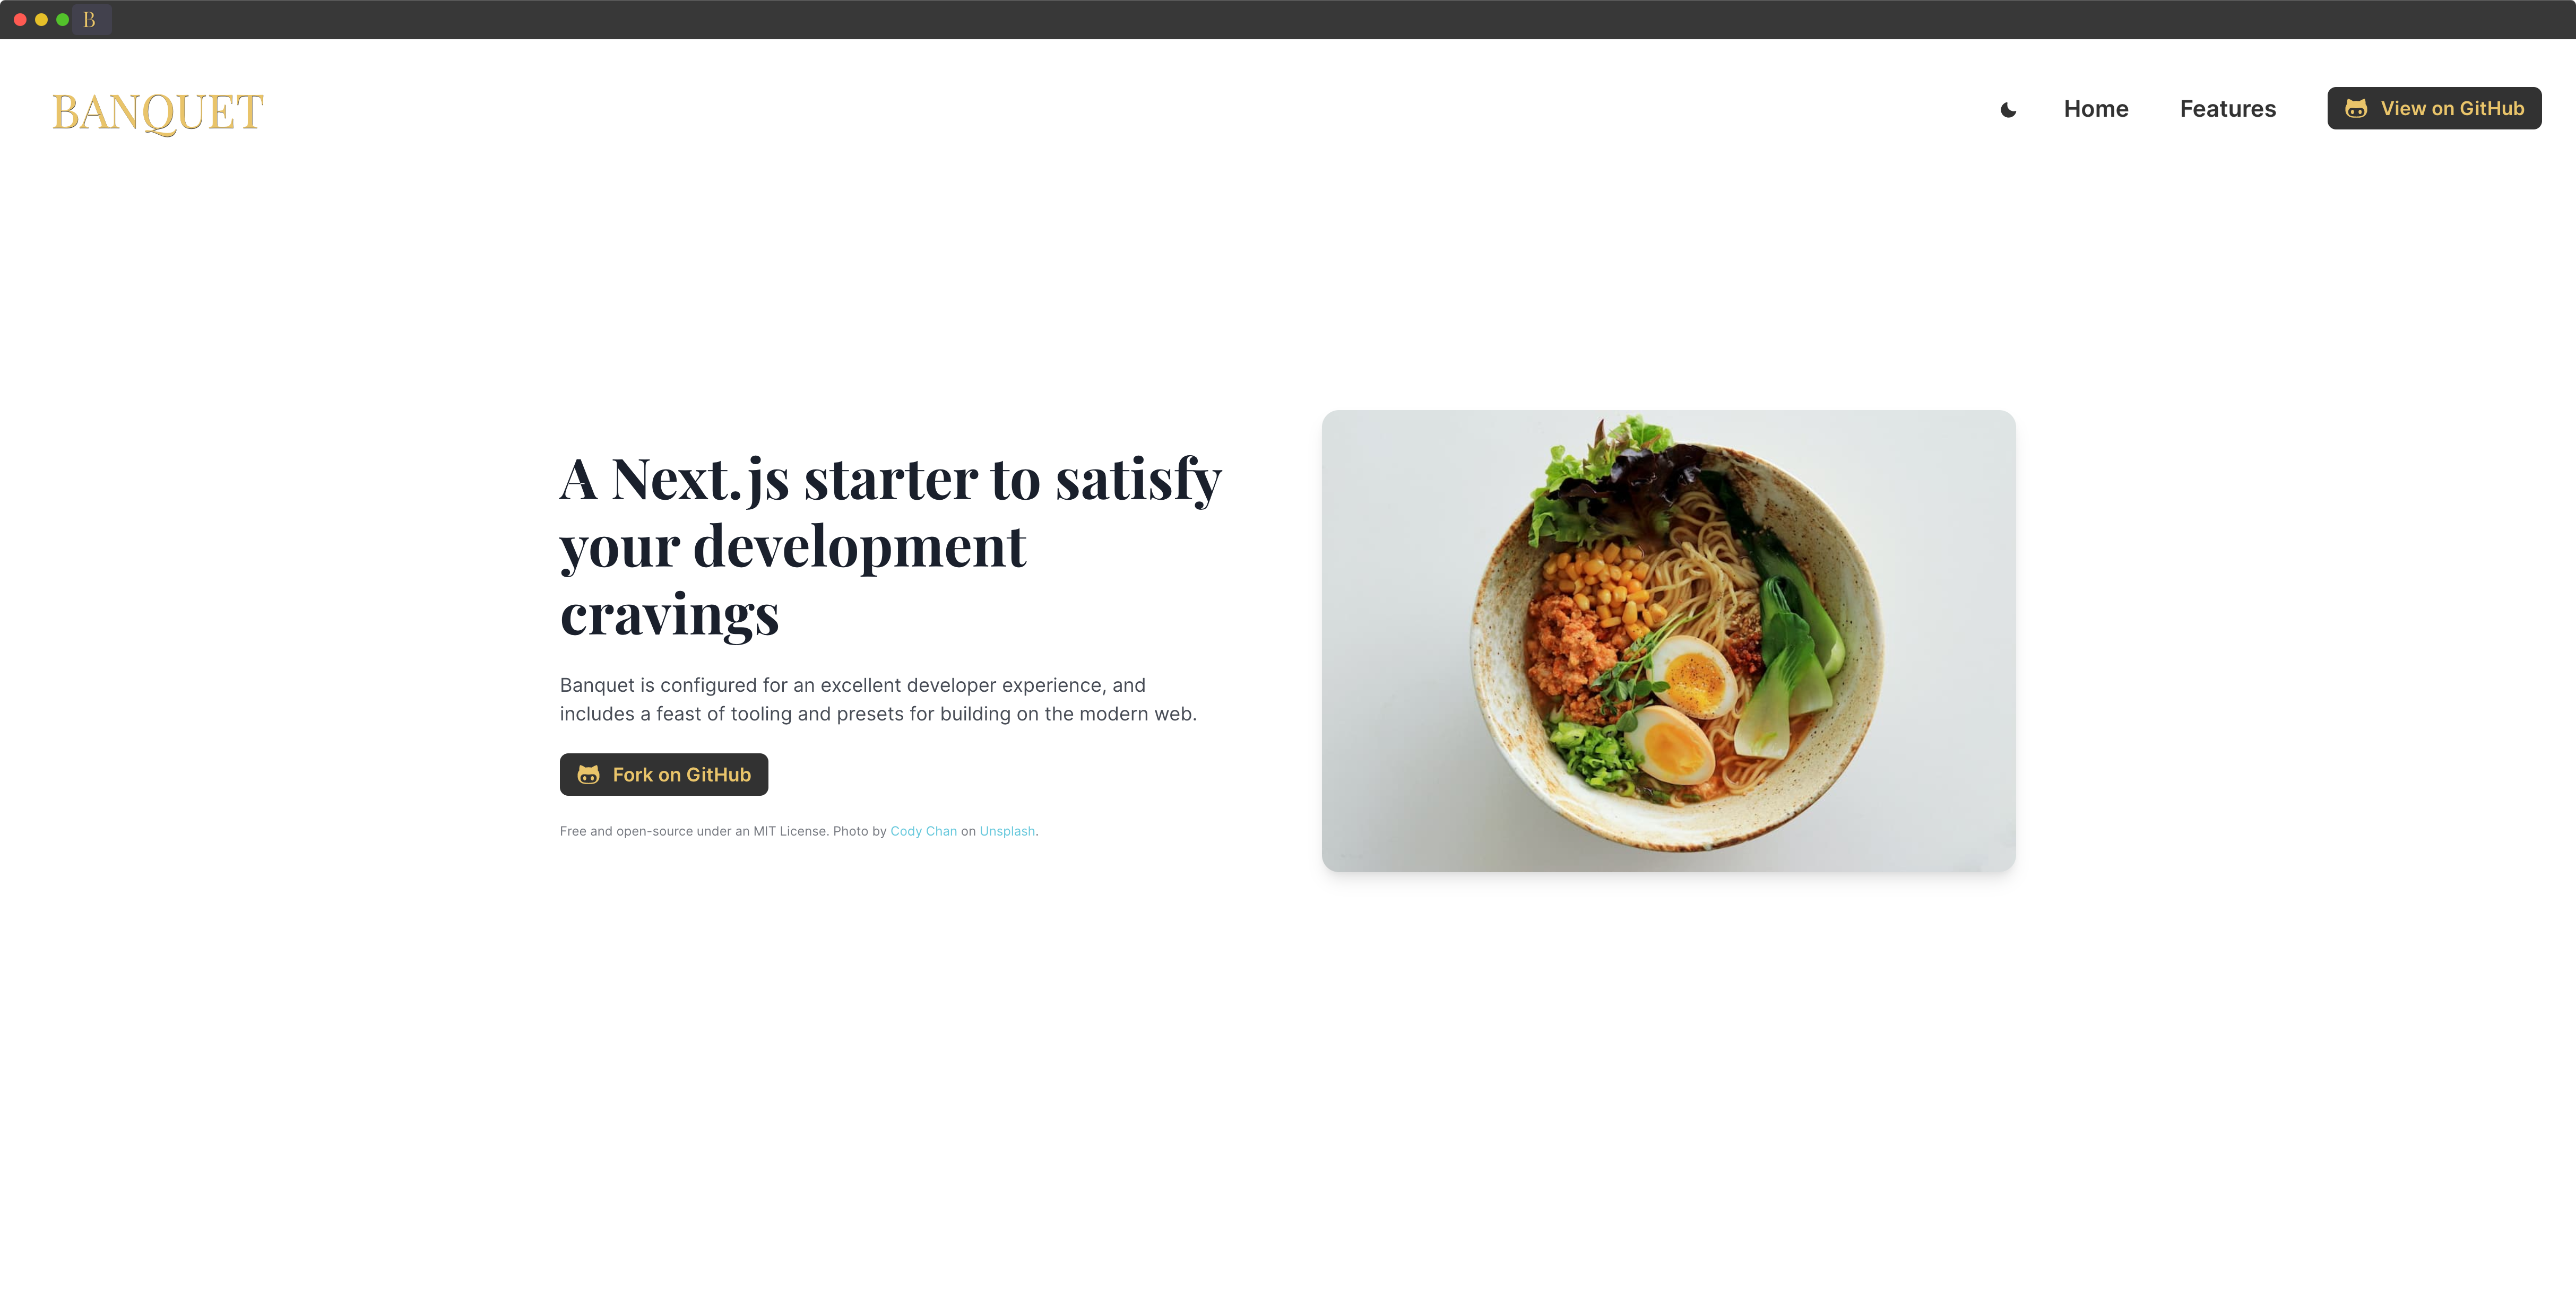 B
BANQUET
Home
Features
View on GitHub
A Next.js starter to satisfy
your development
cravings
Banquet is configured for an excellent developer experience, and
includes a feast of tooling and presets for building on the modern web.
Fork on GitHub
Free and open-source under an MIT License. Photo by Cody Chan on Unsplash.